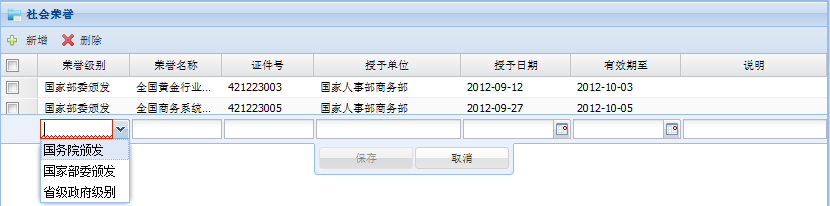 社会荣誉
新增 删除
荣誉级别 荣誉名称 证件号 授予单位 授予日期 有效期至 说明
国家部委颁发 全国黄金行业... 421223003 国家人事部商务部 2012-09-12 2012-10-03
国家部委颁发 全国商务系统... 421223005 国家人事部商务部 2012-09-27 2012-10-05
国务院颁发
保存 取消
国家部委颁发
省级政府级别